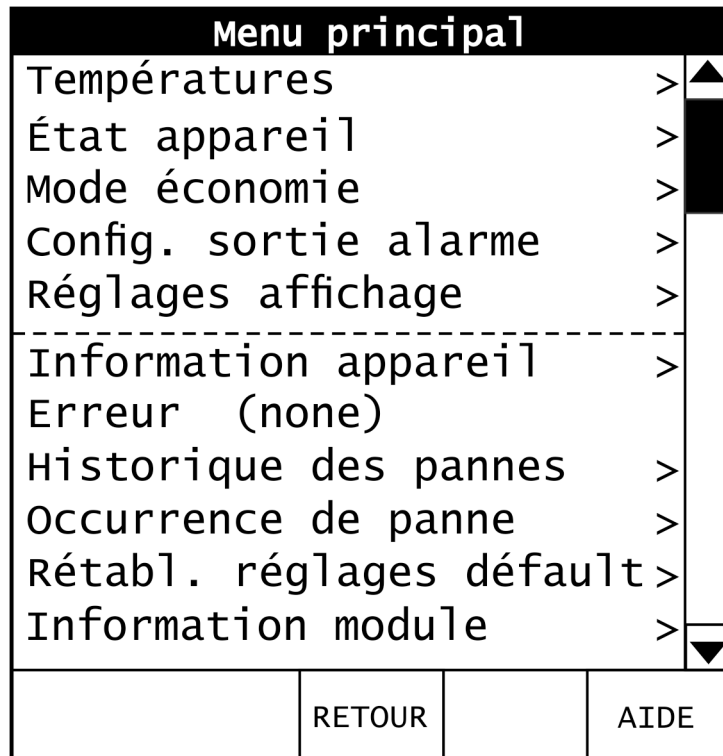 Menu principal
Températures >
État appareil >
Mode économie >
Config. sortie alarme >
Réglages affichage >
Information appareil >
Erreur (none)
Historique des pannes >
Occurrence de panne >
Rétabl. réglages défault >
Information module >
RETOUR AIDE